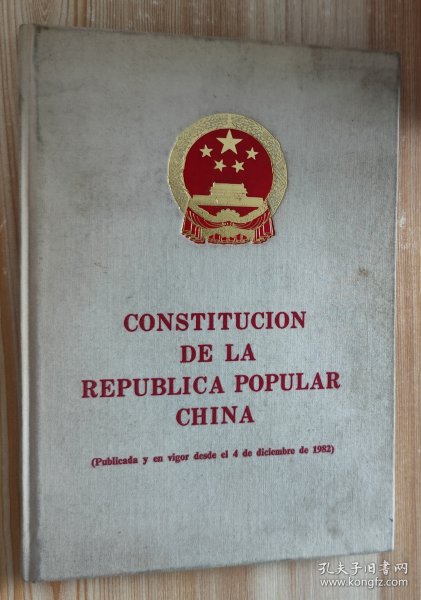 CONSTITUCION
DE LA
REPUBLICA POPULAR
CHINA
(Publicada y en vigor desde el 4 de diciembre de 1982)
孔夫子旧书网
www.kongfz.com